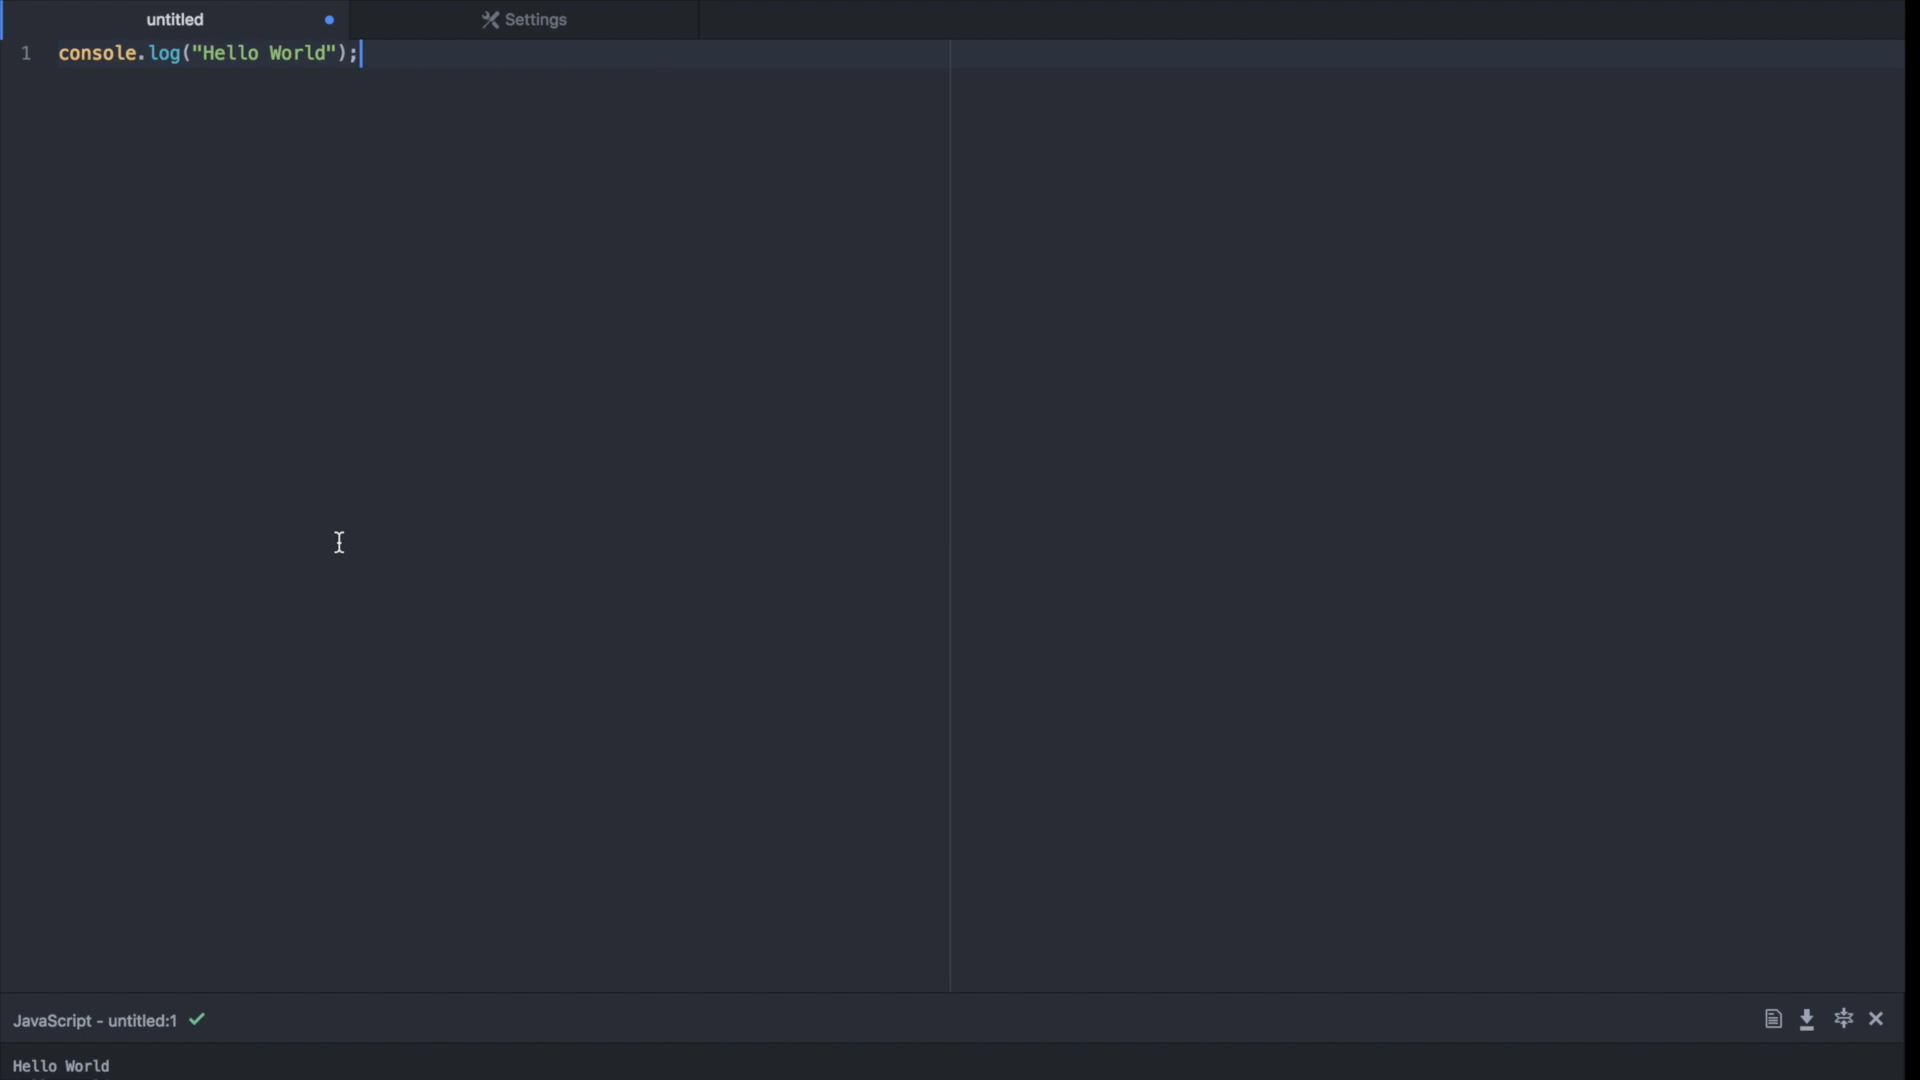 untitled
Settings
1 console.log("Hello World");
JavaScript - untitled:1
Hello World